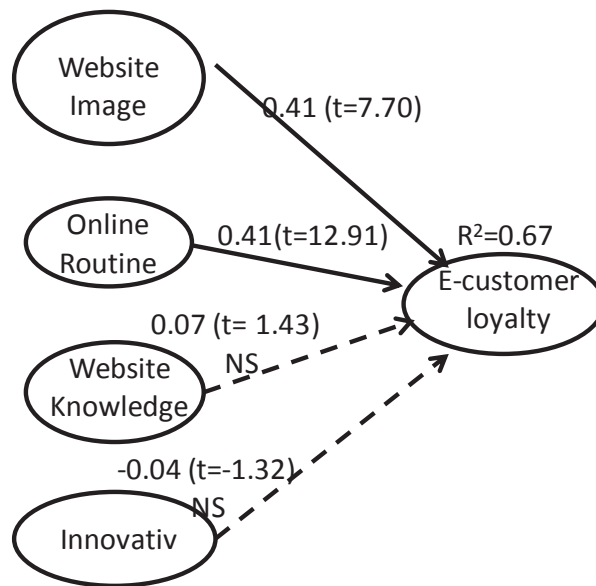 Website
Image
0.41 (t=7.70)
Online
Routine
0.41(t=12.91)
R²=0.67
E-customer
loyalty
0.07 (t= 1.43)
NS
Website
Knowledge
-0.04 (t=-1.32)
NS
Innovativ